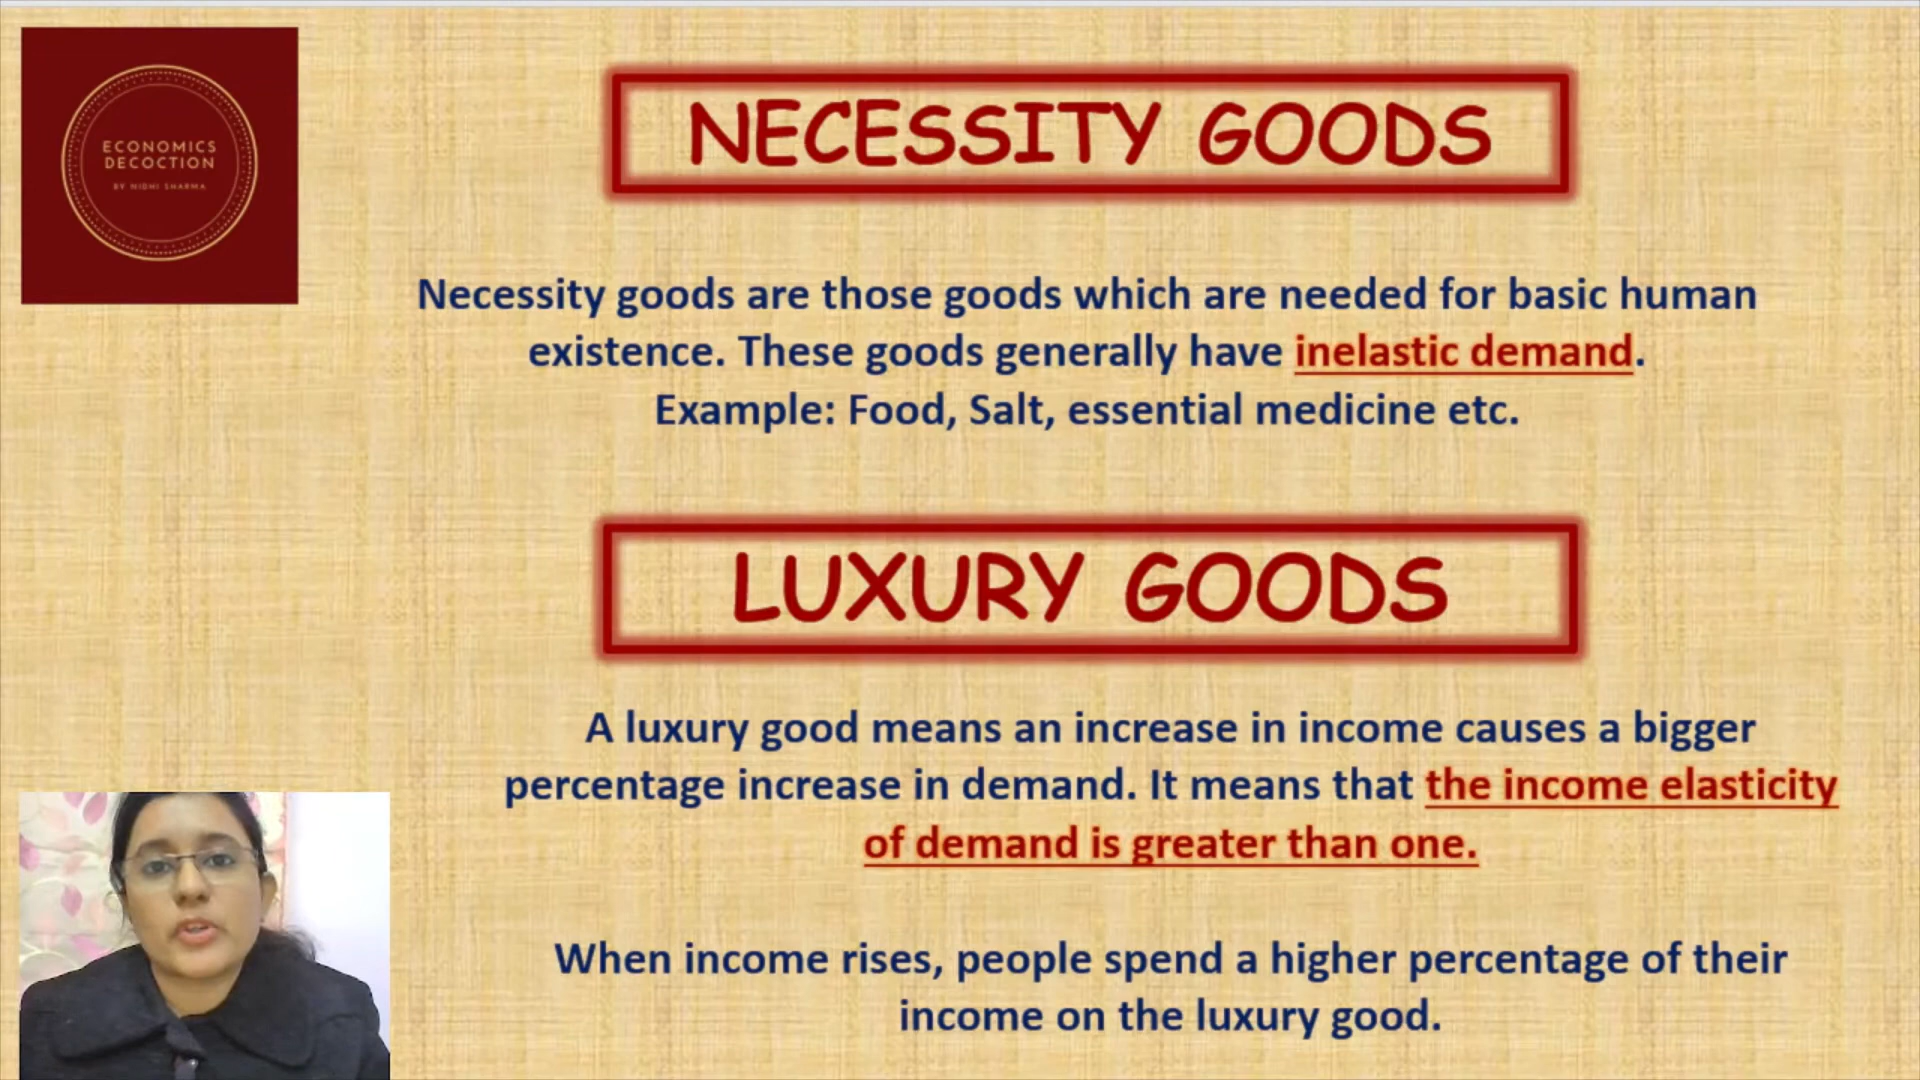 ECONOMICS
DECOCTION
BY NIDHI SHARMA
NECESSITY GOODS
Necessity goods are those goods which are needed for basic human
existence. These goods generally have inelastic demand.
Example: Food, Salt, essential medicine etc.
LUXURY GOODS
A luxury good means an increase in income causes a bigger
percentage increase in demand. It means that the income elasticity
of demand is greater than one.
When income rises, people spend a higher percentage of their
income on the luxury good.